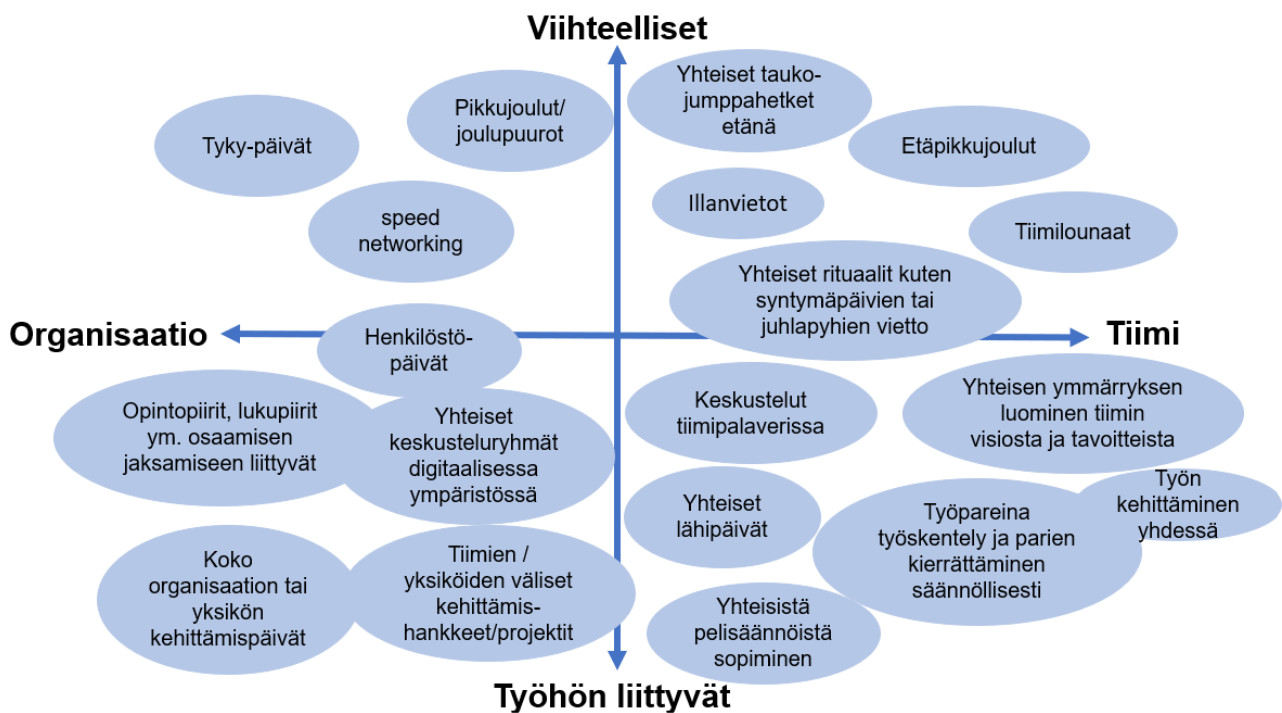 Viihteelliset
Yhteiset tauko-
jumppahetket
etänä
Pikkujoulut/
joulupuurot
Tyky-päivät
Etäpikkujoulut
speed
networking
Illanvietot
Tiimilounaat
Yhteiset rituaalit kuten
syntymäpäivien tai
juhlapyhien vietto
Organisaatio
Henkilöstö-
päivät
Tiimi
Opintopiirit, lukupiirit
ym. osaamisen
jaksamiseen liittyvät
Yhteiset
keskusteluryhmät
digitaalisessa
ympäristössä
Keskustelut
tiimipalaverissa
Yhteisen ymmärryksen
luominen tiimin
visiosta ja tavoitteista
Yhteiset
lähipäivät
Työpareina
työskentely ja parien
kierrättäminen
säännöllisesti
Työn
kehittäminen
yhdessä
Koko
organisaation tai
yksikön
kehittämispäivät
Tiimien /
yksiköiden väliset
kehittämis-
hankkeet/projektit
Yhteisistä
pelisäännöistä
sopiminen
Työhön liittyvät